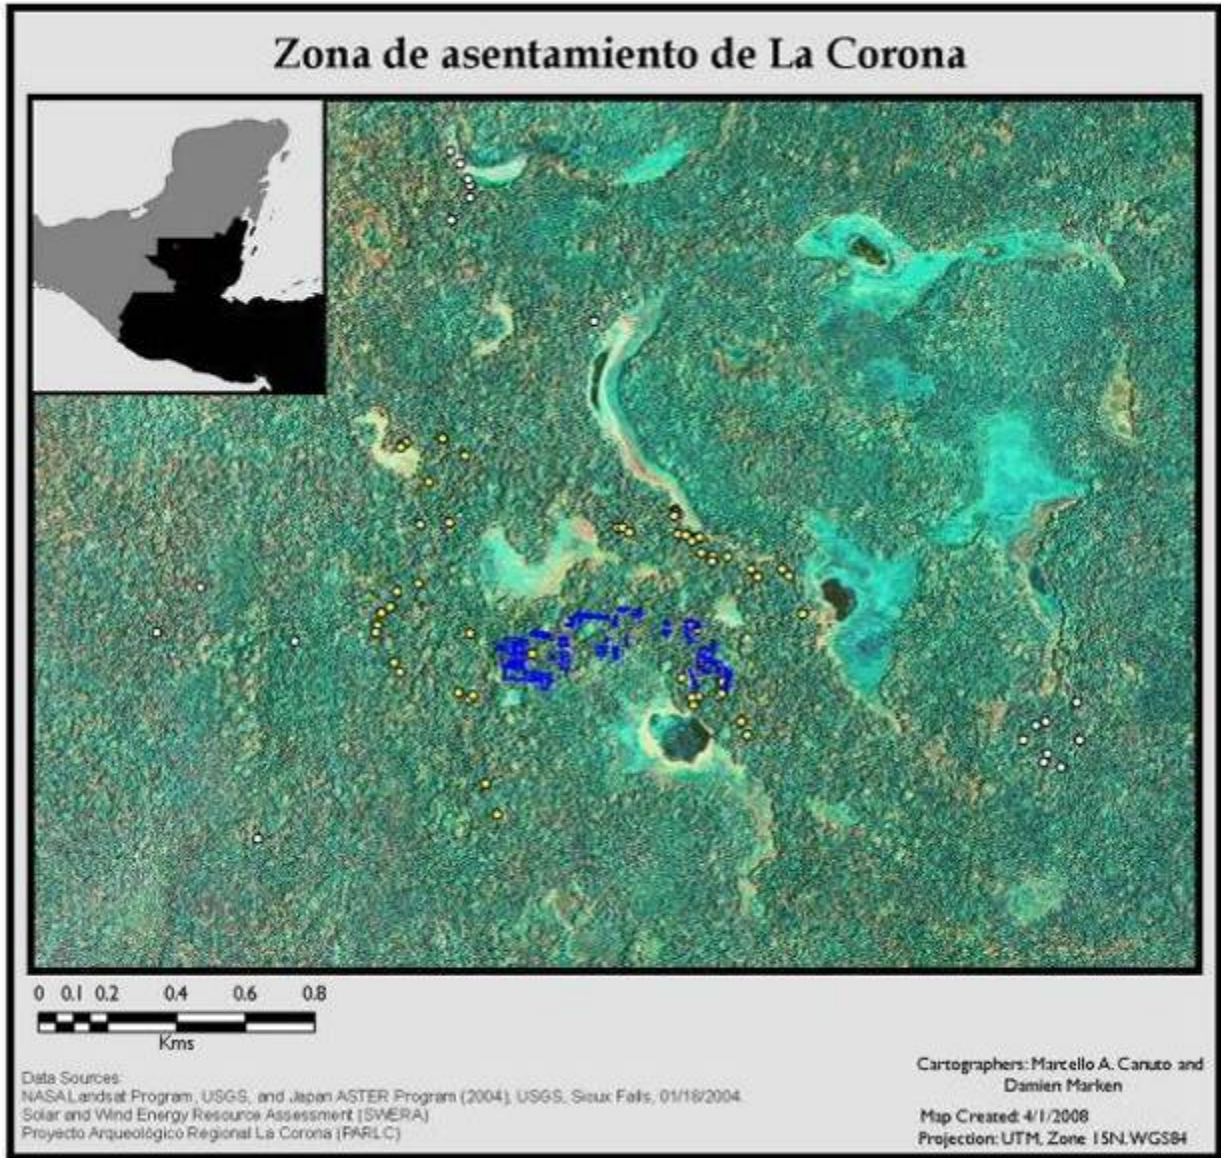 Zona de asentamiento de La Corona
0 0.1 0.2 0.4 0.6 0.8
Kms
Data Sources:
NASA Landsat Program, USGS, and Japan ASTER Program (2004), USGS, Sioux Falls, 01/18/2004.
Solar and Wind Energy Resource Assessment (SWERA)
Proyecto Arqueológico Regional La Corona (PARLC)
Cartographers: Marcello A. Canuto and
Damien Marken
Map Created: 4/1/2008
Projection: UTM, Zone 15N. WGS84